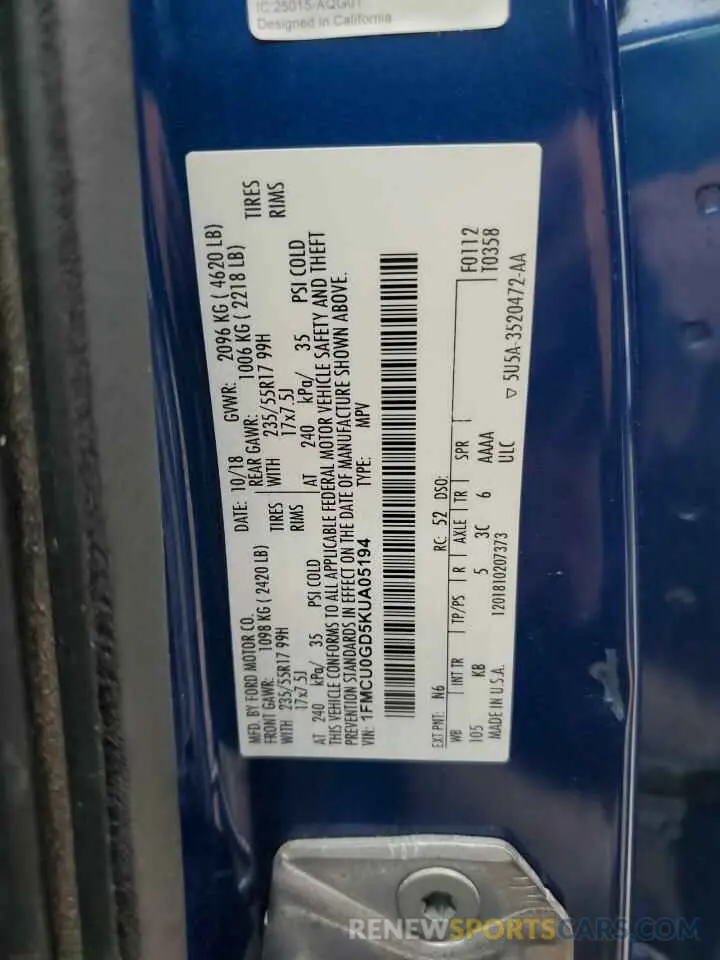 IC:25015-AQG01
Designed in California
MFD. BY FORD MOTOR CO.
DATE: 10/18 GVWR: 2096 KG ( 4620 LB)
FRONT GAWR: 1098 KG ( 2420 LB)
REAR GAWR: 1006 KG ( 2218 LB)
WITH 235/55R17 99H TIRES
WITH 235/55R17 99H TIRES
17x7.5J RIMS
17x7.5J RIMS
AT 240 kPa/ 35 PSI COLD
AT 240 kPa/ 35 PSI COLD
THIS VEHICLE CONFORMS TO ALL APPLICABLE FEDERAL MOTOR VEHICLE SAFETY AND THEFT
PREVENTION STANDARDS IN EFFECT ON THE DATE OF MANUFACTURE SHOWN ABOVE.
VIN: 1FMCU0GD5KUA05194 TYPE: MPV
EXT PNT: N6 RC: 52 DSO: F0112
WB INT TR TP/PS R AXLE TR SPR T0358
105 KB 5 3C 6 AAAA
MADE IN U.S.A. 1201810207373 ULC ▽ 5U5A-3520472-AA
RENEWSPORTSCARS.COM